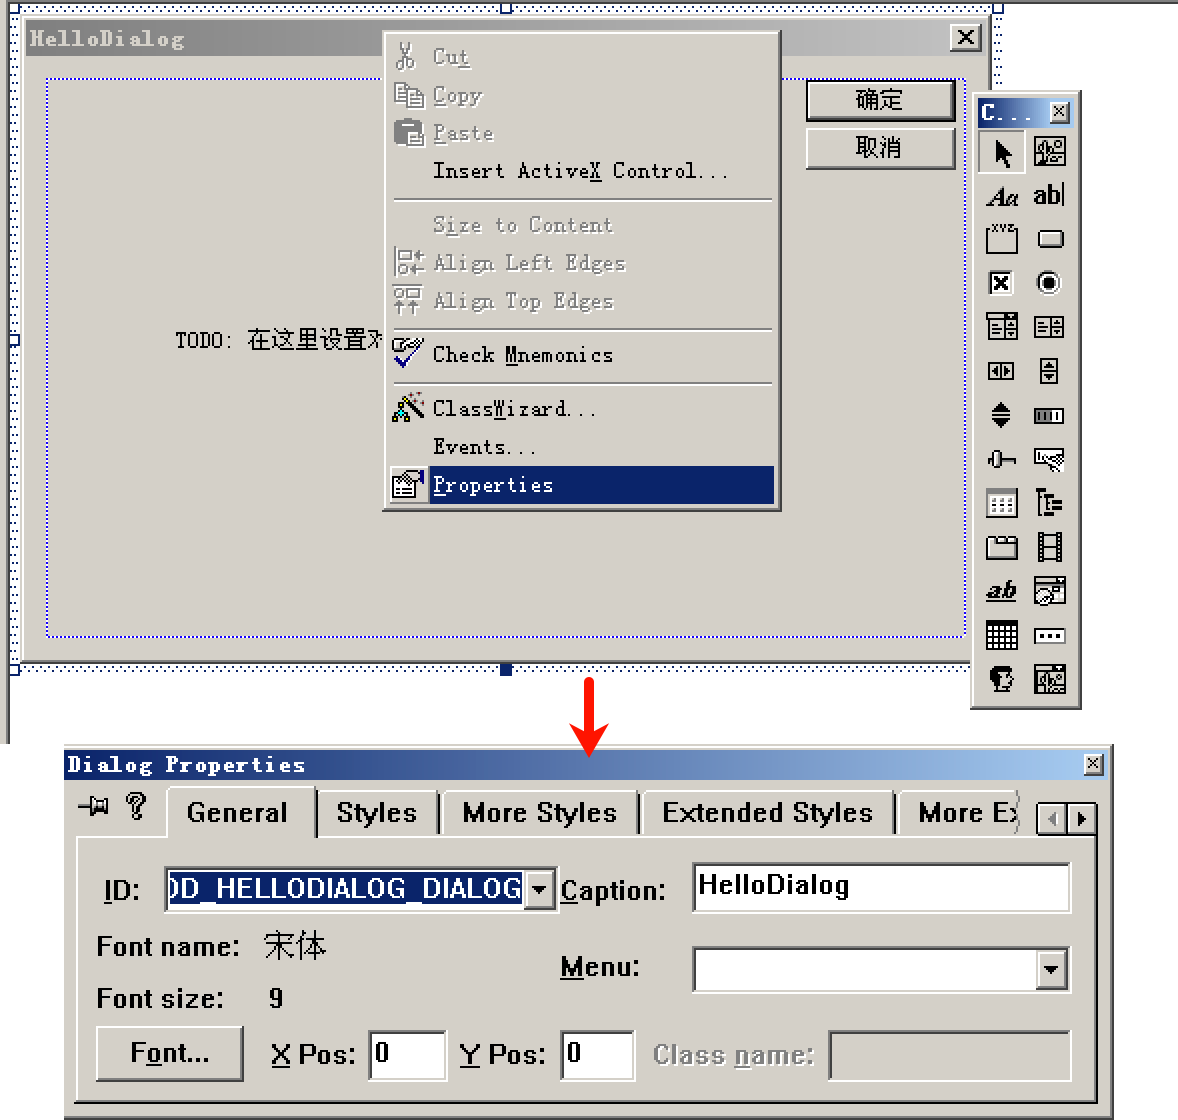 HelloDialog
Cut
Copy
Paste
Insert ActiveX Control...
Size to Content
Align Left Edges
Align Top Edges
Check Mnemonics
ClassWizard...
Events...
Properties
确定
取消
TODO: 在这里设置
C...
Aa
ab
XYZ
ab
Dialog Properties
General
Styles
More Styles
Extended Styles
More Ex
ID:
DD_HELLODIALOG_DIALOG
Caption:
HelloDialog
Font name: 宋体
Menu:
Font size: 9
Font...
X Pos: 0
Y Pos: 0
Class name: